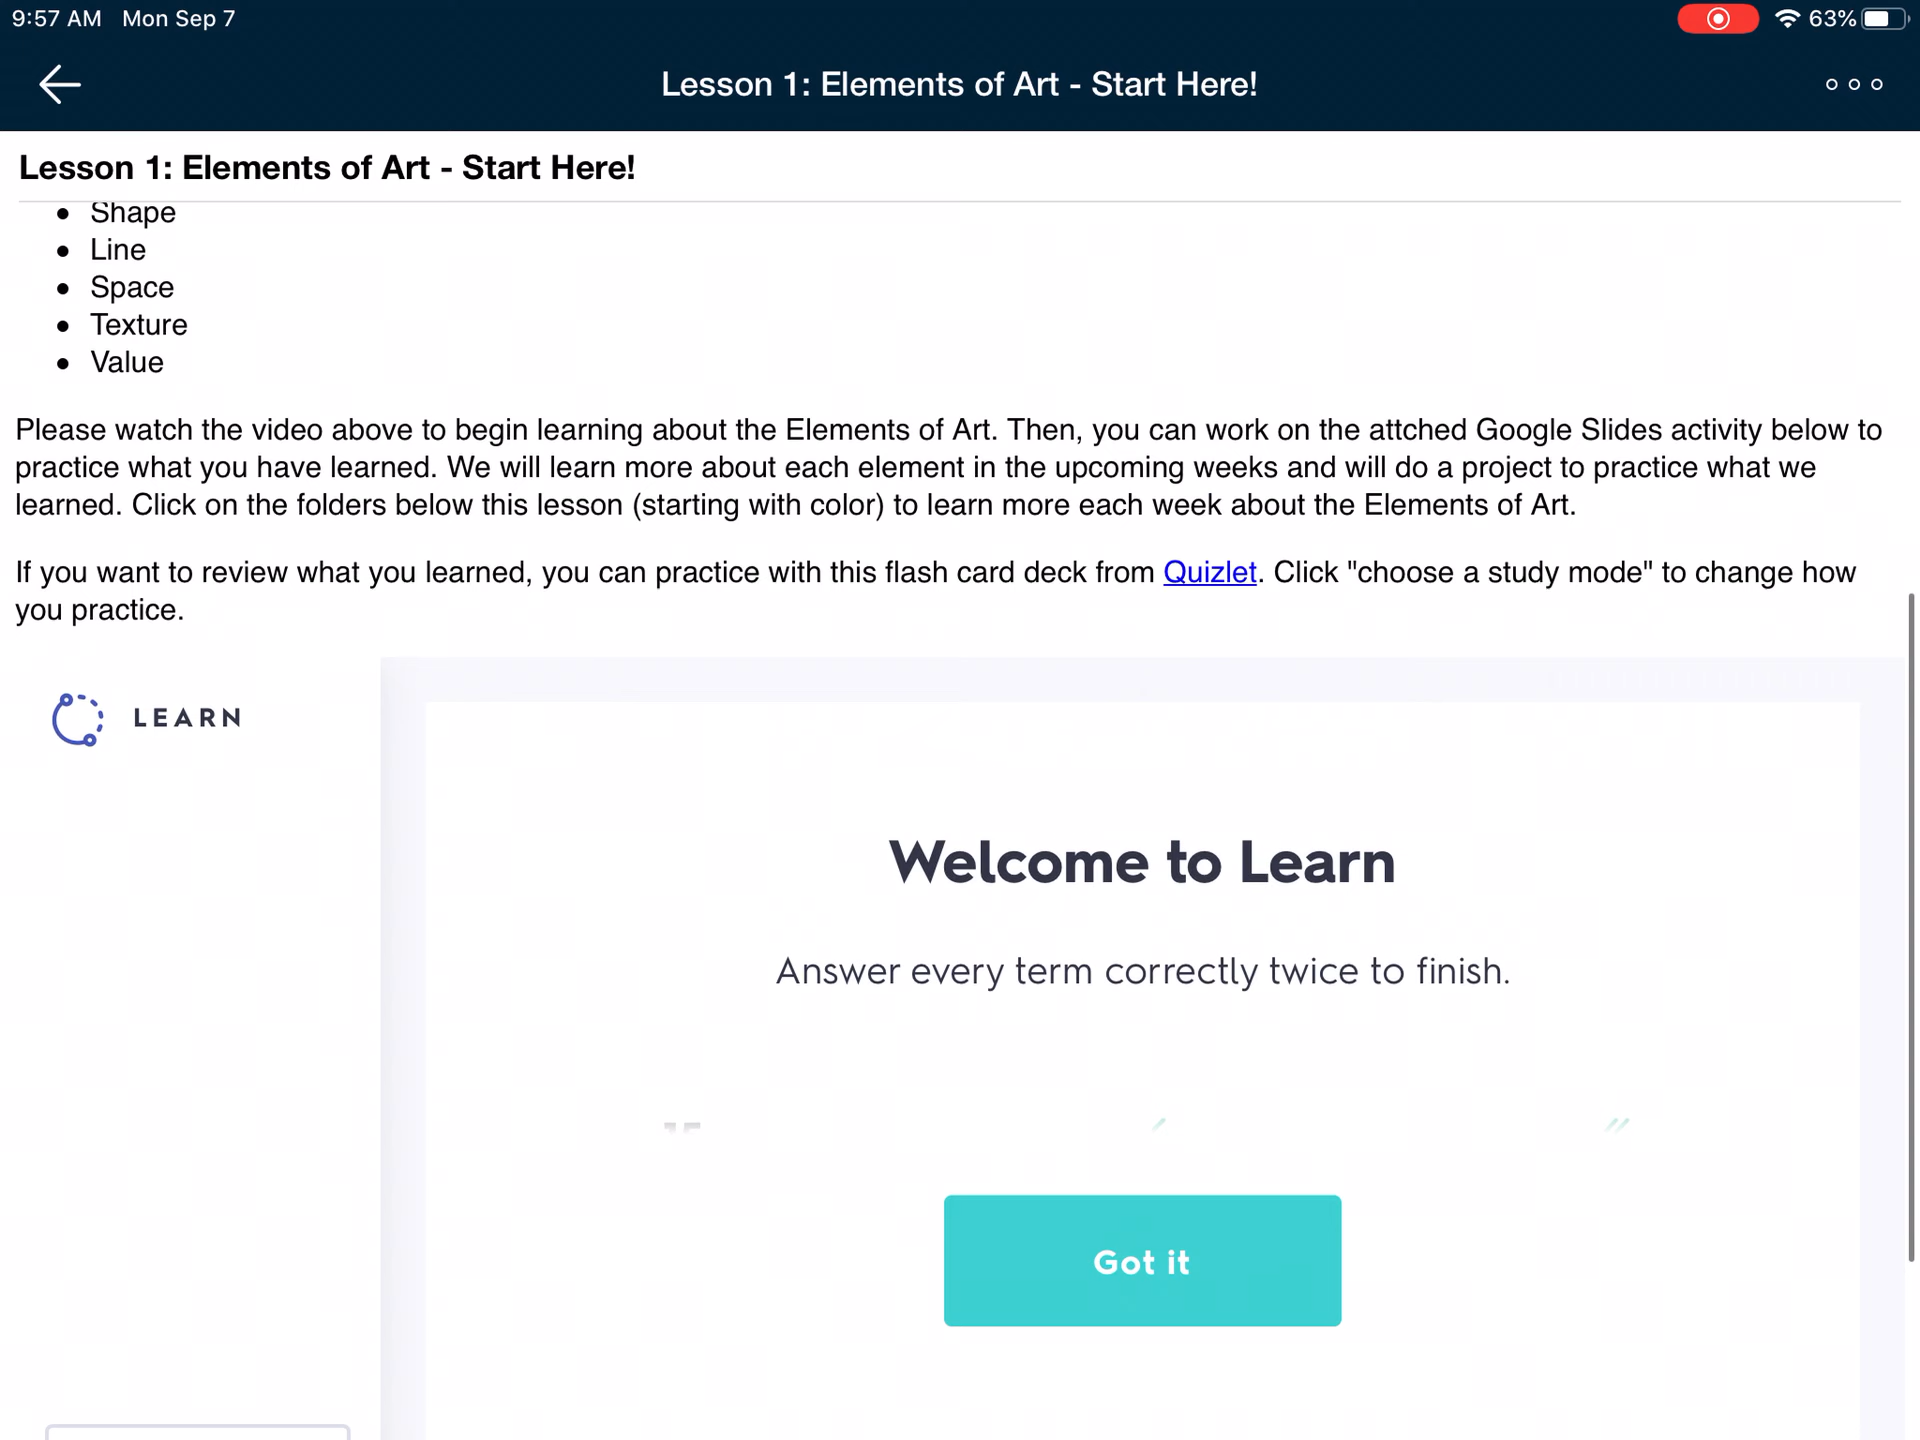 9:57 AM Mon Sep 7
63%
Lesson 1: Elements of Art - Start Here!
Lesson 1: Elements of Art - Start Here!
Shape
Line
Space
Texture
Value
Please watch the video above to begin learning about the Elements of Art. Then, you can work on the attched Google Slides activity below to
practice what you have learned. We will learn more about each element in the upcoming weeks and will do a project to practice what we
learned. Click on the folders below this lesson (starting with color) to learn more each week about the Elements of Art.
If you want to review what you learned, you can practice with this flash card deck from Quizlet. Click "choose a study mode" to change how
you practice.
LEARN
Welcome to Learn
Answer every term correctly twice to finish.
Got it